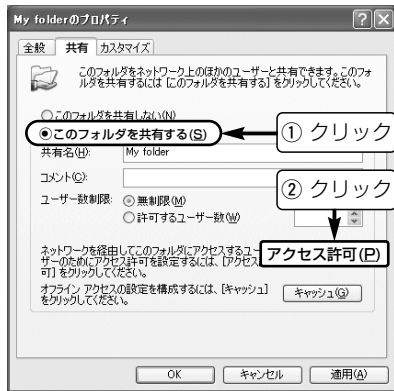 My folderのプロパティ
全般 共有 カスタマイズ
このフォルダをネットワーク上のほかのユーザーと共有できます。このフォ
ルダを共有するには [このフォルダを共有する] をクリックしてください。
このフォルダを共有しない(N)
このフォルダを共有する(S)
① クリック
共有名(H): My folder
コメント(C):
② クリック
ユーザー数制限: 無制限(M)
許可するユーザー数(W)
ネットワークを経由してこのフォルダにアクセスするユー
ザーのためにアクセス許可を設定するには、[アクセス
可] をクリックしてください。
アクセス許可(P)
オフライン アクセスの設定を構成するには、[キャッシュ]
をクリックしてください。
キャッシュ(G)
OK キャンセル 適用(A)